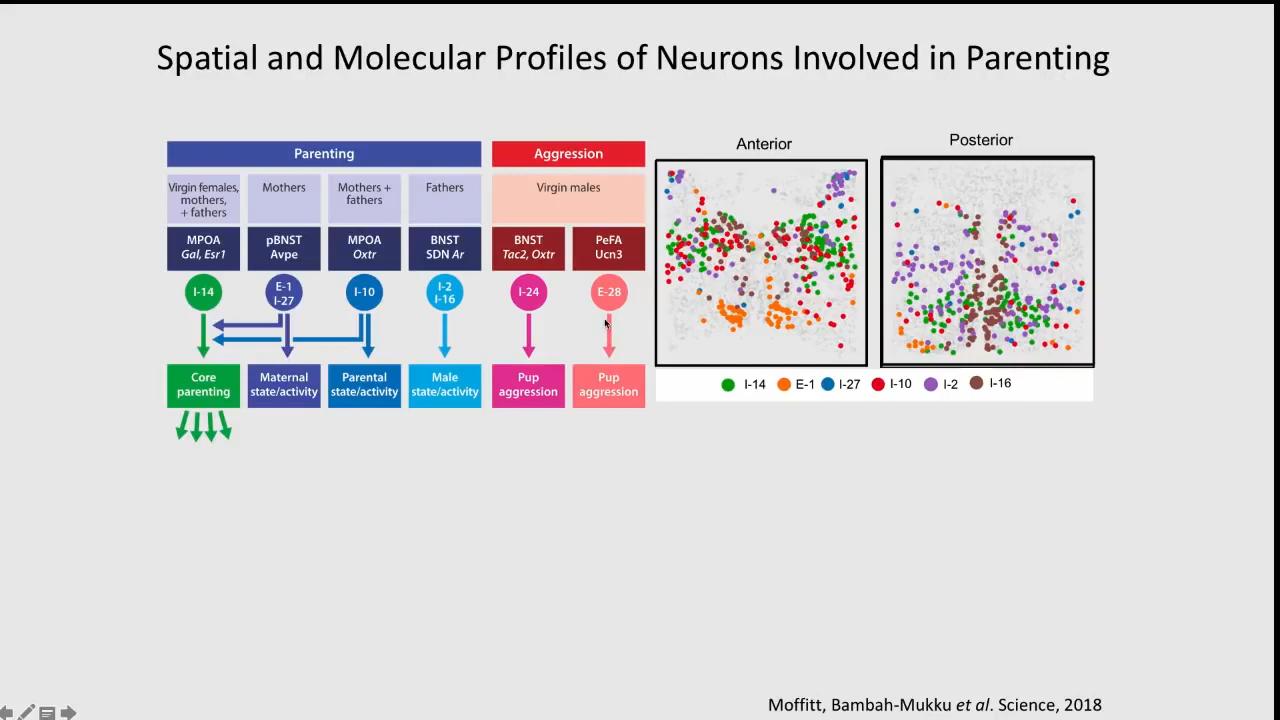 Spatial and Molecular Profiles of Neurons Involved in Parenting
Parenting
Aggression
Virgin females,
mothers,
+ fathers
Mothers
Mothers +
fathers
Fathers
Virgin males
MPOA
Gal, Esr1
pBNST
Avpe
MPOA
Oxtr
BNST
SDN Ar
BNST
Tac2, Oxtr
PeFA
Ucn3
I-14
E-1
I-27
I-10
I-2
I-16
I-24
E-28
Core
parenting
Maternal
state/activity
Parental
state/activity
Male
state/activity
Pup
aggression
Pup
aggression
Anterior
Posterior
I-14
E-1
I-27
I-10
I-2
I-16
Moffitt, Bambah-Mukku et al. Science, 2018